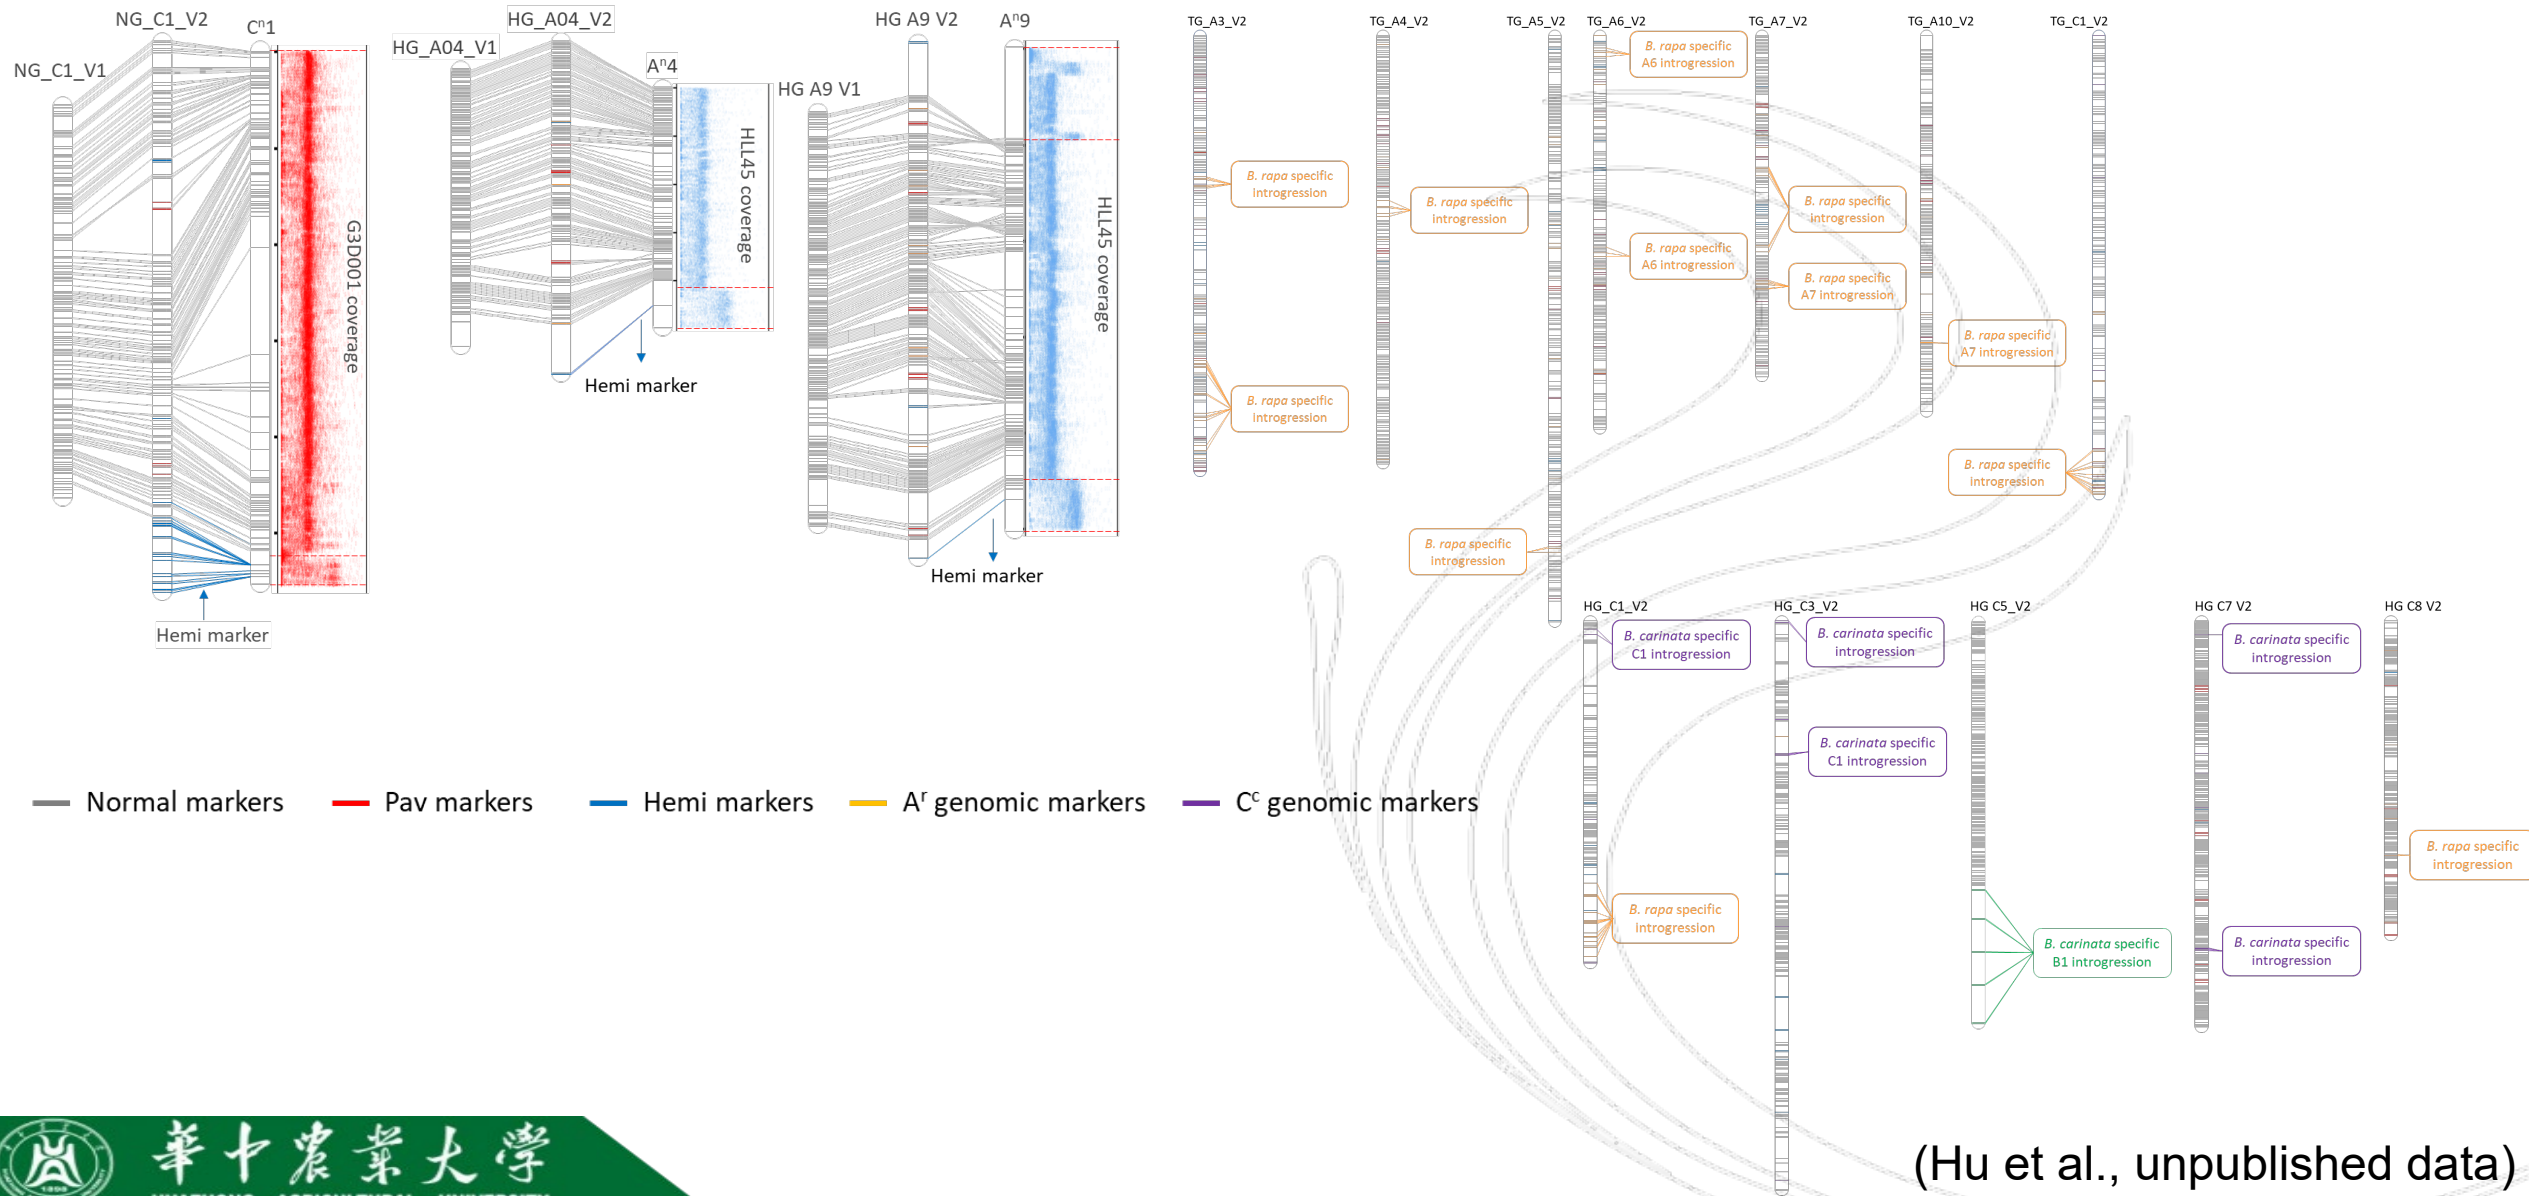 NG_C1_V2
Cⁿ1
NG_C1_V1
G3D001 coverage
Hemi marker
HG_A04_V2
HG_A04_V1
Aⁿ4
HLL45 coverage
Hemi marker
HG A9 V2
Aⁿ9
HG A9 V1
HLL45 coverage
Hemi marker
TG_A3_V2
TG_A4_V2
TG_A5_V2
TG_A6_V2
TG_A7_V2
TG_A10_V2
TG_C1_V2
B. rapa specific
Introgression
B. rapa specific
Introgression
B. rapa specific
introgression
B. rapa specific
introgression
B. rapa specific
A6 introgression
B. rapa specific
A6 introgression
B. rapa specific
introgression
B. rapa specific
A7 introgression
B. rapa specific
A7 introgression
B. rapa specific
Introgression
HG_C1_V2
HG_C3_V2
HG C5_V2
HG C7 V2
HG C8 V2
B. carinata specific
C1 introgression
B. rapa specific
introgression
B. carinata specific
introgression
B. carinata specific
C1 introgression
B. carinata specific
B1 introgression
B. carinata specific
introgression
B. carinata specific
introgression
B. rapa specific
introgression
Normal markers
Pav markers
Hemi markers
Aʳ genomic markers
Cᶜ genomic markers
華中農業大学
(Hu et al., unpublished data)